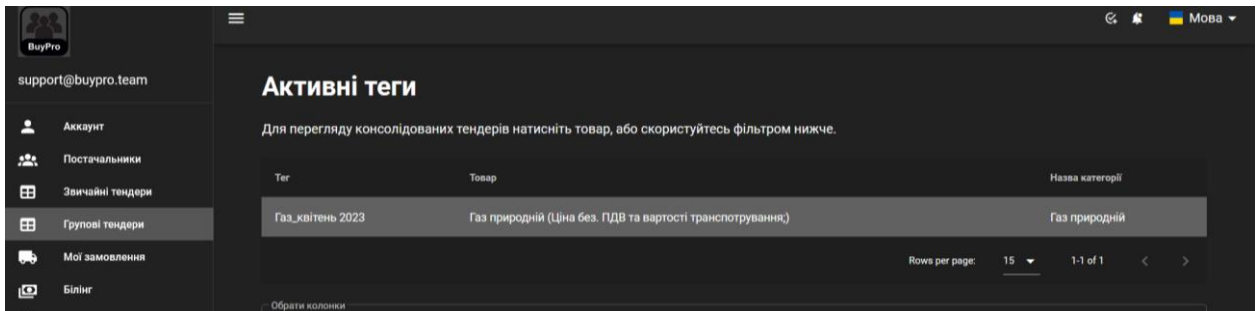 BuyPro
support@buypro.team
Аккаунт
Постачальники
Звичайні тендери
Групові тендери
Мої замовлення
Білінг
Мова
Активні теги
Для перегляду консолідованих тендерів натисніть товар, або скористуйтесь фільтром нижче.
Тег Товар Назва категорії
Газ_квітень 2023 Газ природній (Ціна без. ПДВ та вартості транспотрування;) Газ природній
Rows per page: 15 1-1 of 1
Обрати колонки